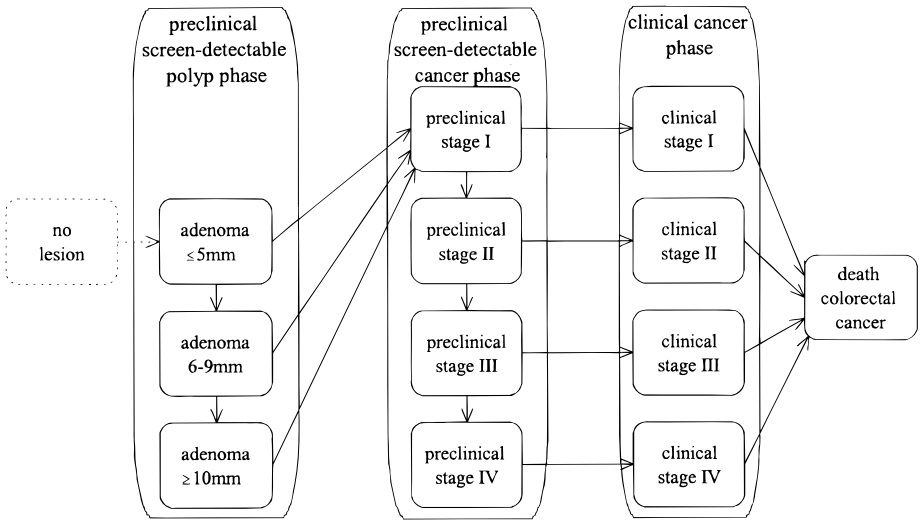 preclinical
screen-detectable
polyp phase
preclinical
screen-detectable
cancer phase
clinical cancer
phase
no
lesion
adenoma
≤5mm
adenoma
6-9mm
adenoma
≥10mm
preclinical
stage I
preclinical
stage II
preclinical
stage III
preclinical
stage IV
clinical
stage I
clinical
stage II
clinical
stage III
clinical
stage IV
death
colorectal
cancer